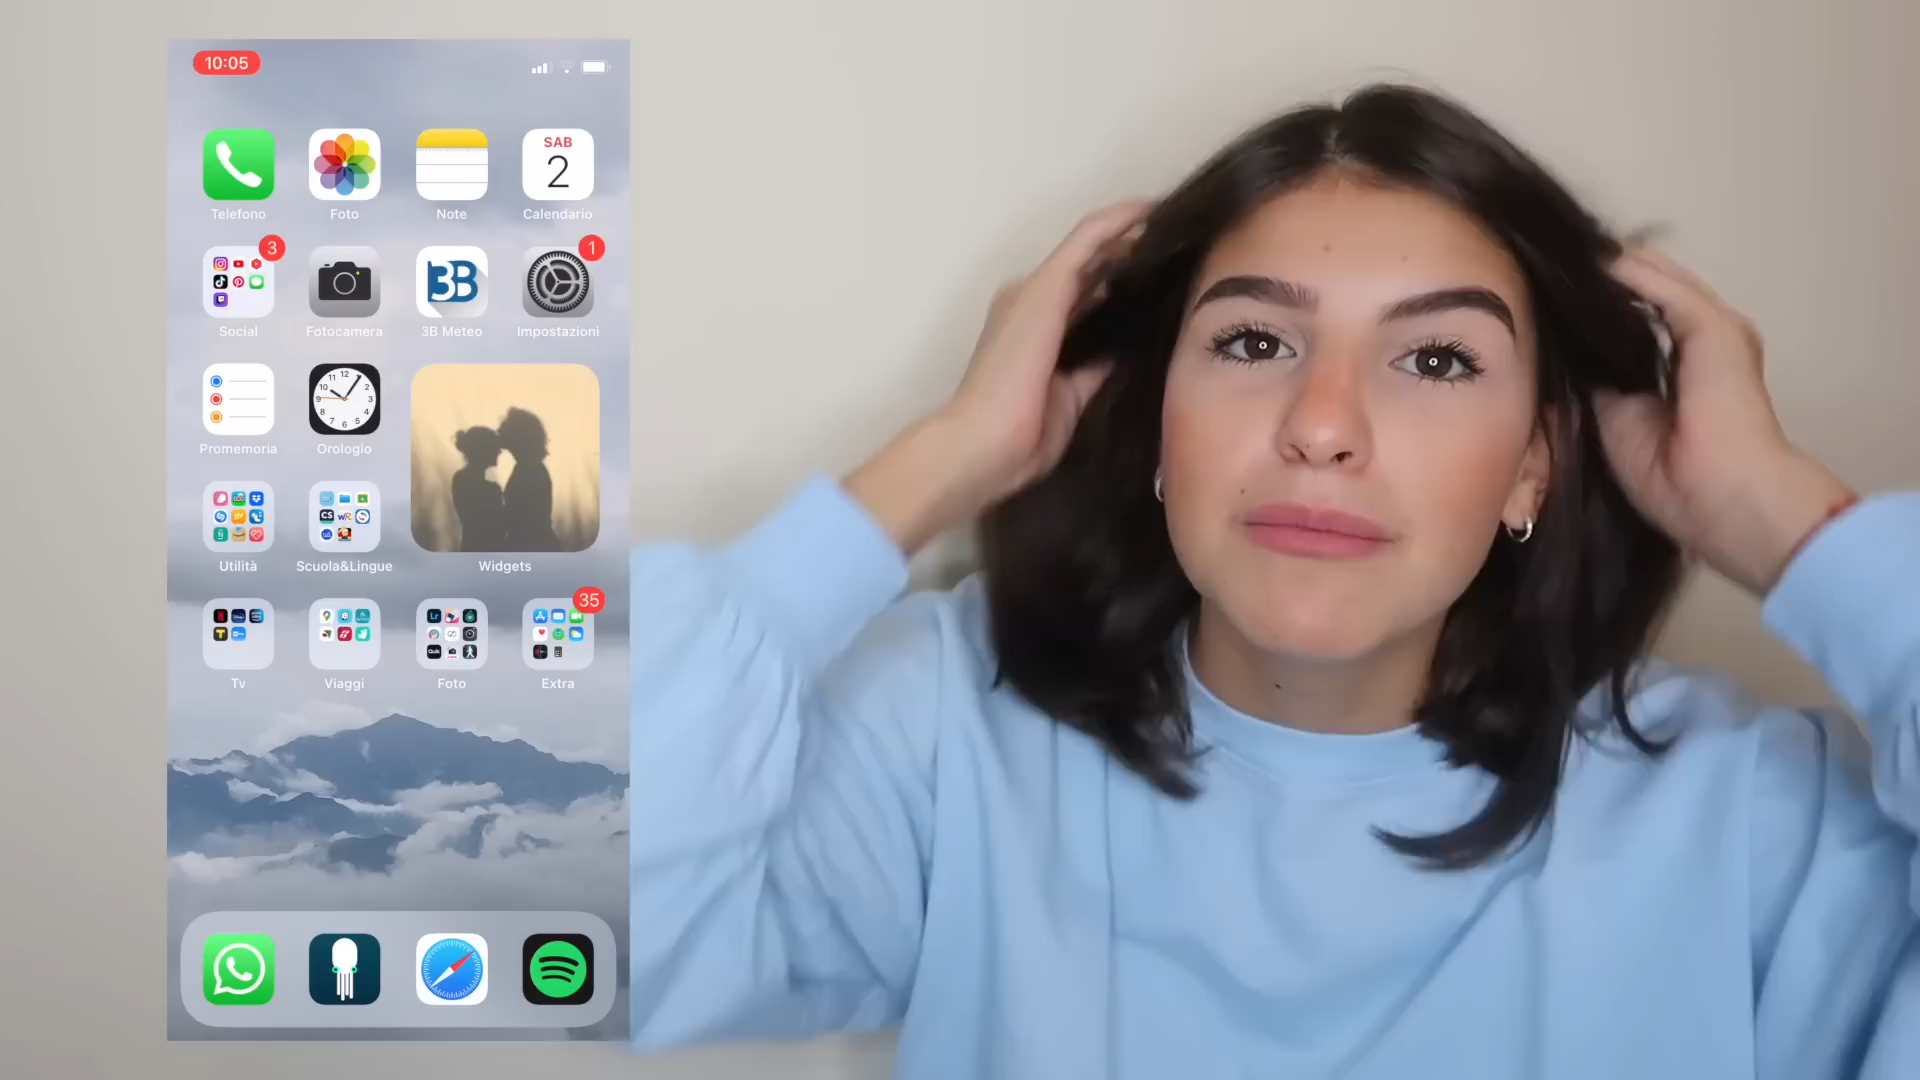 10:05
SAB
2
Telefono
Foto
Note
Calendario
3
3B
1
Social
Fotocamera
3B Meteo
Impostazioni
Promemoria
Orologio
Utilità
Scuola&Lingue
Widgets
35
Tv
Viaggi
Foto
Extra